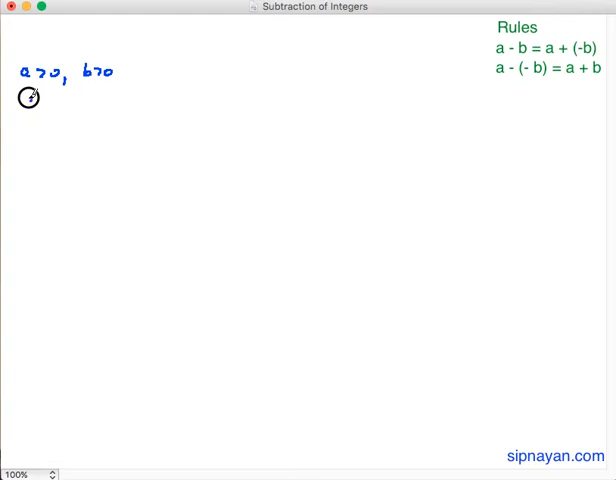 Subtraction of Integers
Rules
a - b = a + (-b)
a - (- b) = a + b
a>0, b>0
sipnayan.com
100%